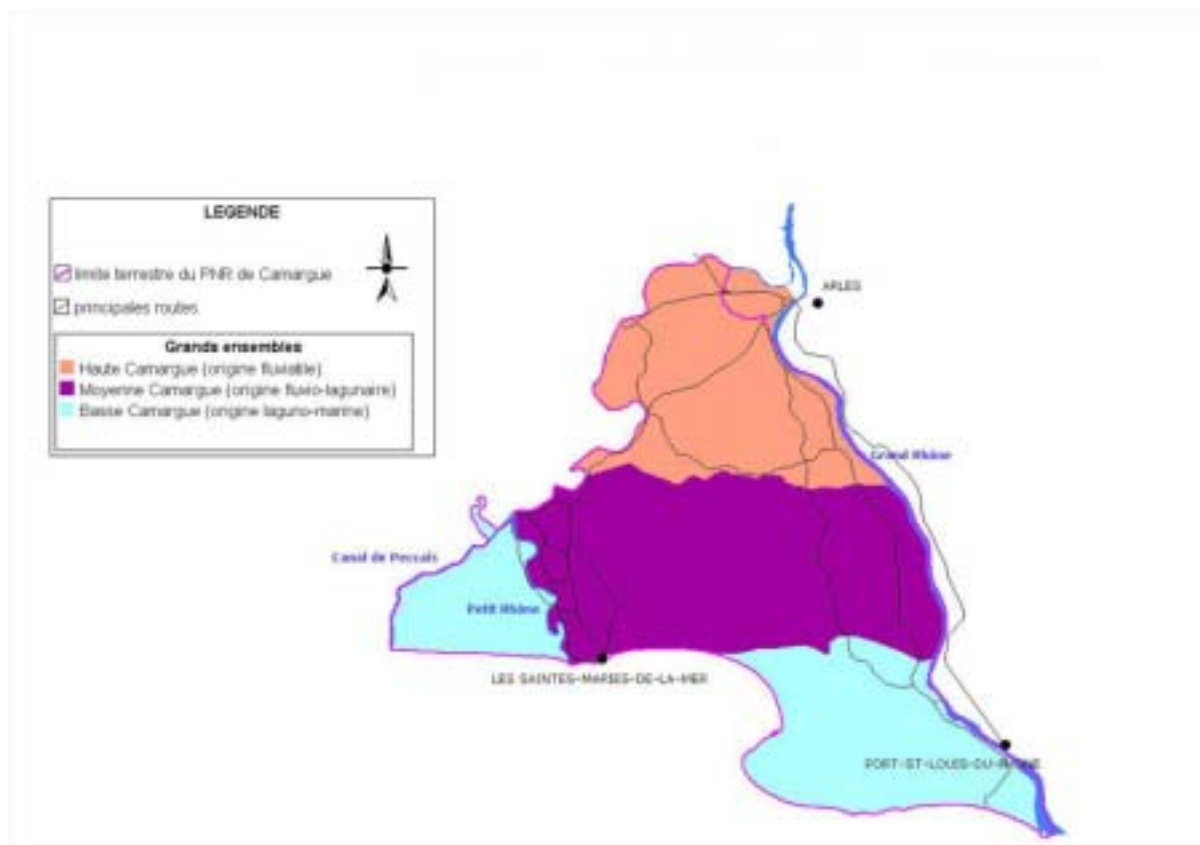 LEGENDE
limite terrestre du PNR de Camargue
principales routes
Grands ensembles
Haute Camargue (origine fluviatile)
Moyenne Camargue (origine fluvio-lagunaire)
Basse Camargue (origine laguno-marine)
ARLES
Grand Rhône
Canal de Peccais
Petit Rhône
LES SAINTES-MARIES-DE-LA-MER
PORT-ST-LOUIS-DU-RHONE